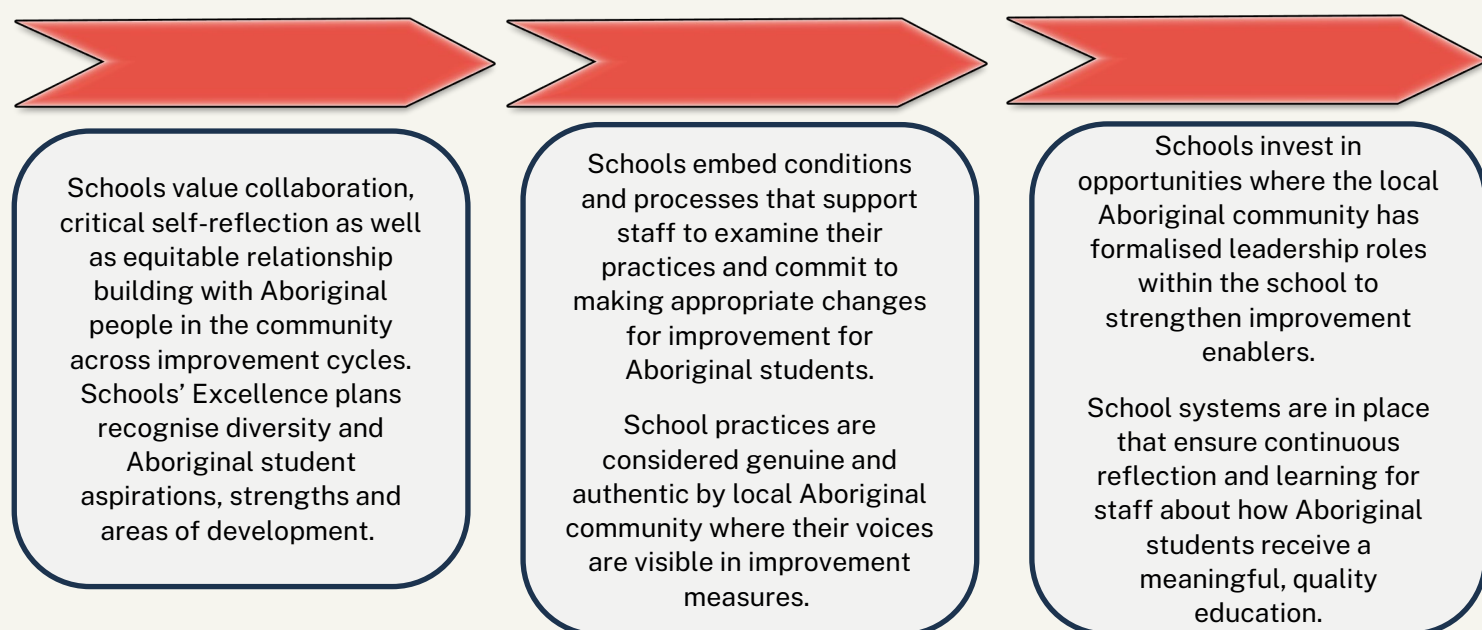 Schools value collaboration,
critical self-reflection as well
as equitable relationship
building with Aboriginal
people in the community
across improvement cycles.
Schools’ Excellence plans
recognise diversity and
Aboriginal student
aspirations, strengths and
areas of development.
Schools embed conditions
and processes that support
staff to examine their
practices and commit to
making appropriate changes
for improvement for
Aboriginal students.
School practices are
considered genuine and
authentic by local Aboriginal
community where their voices
are visible in improvement
measures.
Schools invest in
opportunities where the local
Aboriginal community has
formalised leadership roles
within the school to
strengthen improvement
enablers.
School systems are in place
that ensure continuous
reflection and learning for
staff about how Aboriginal
students receive a
meaningful, quality
education.